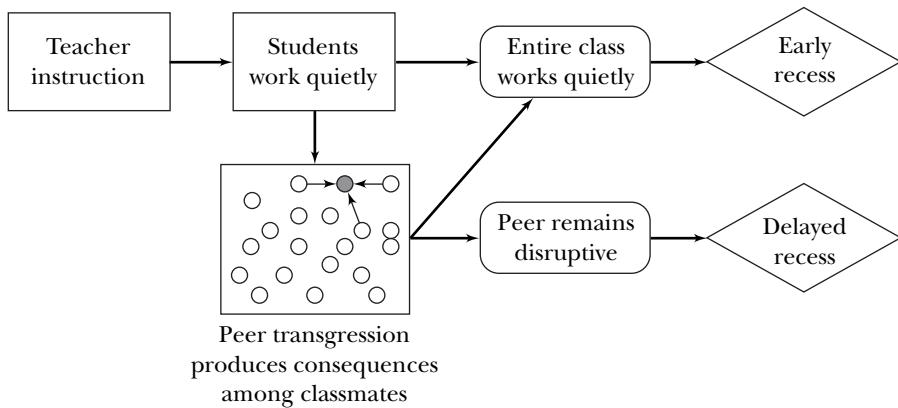 Teacher
instruction
Students
work quietly
Entire class
works quietly
Early
recess
Peer remains
disruptive
Delayed
recess
Peer transgression
produces consequences
among classmates